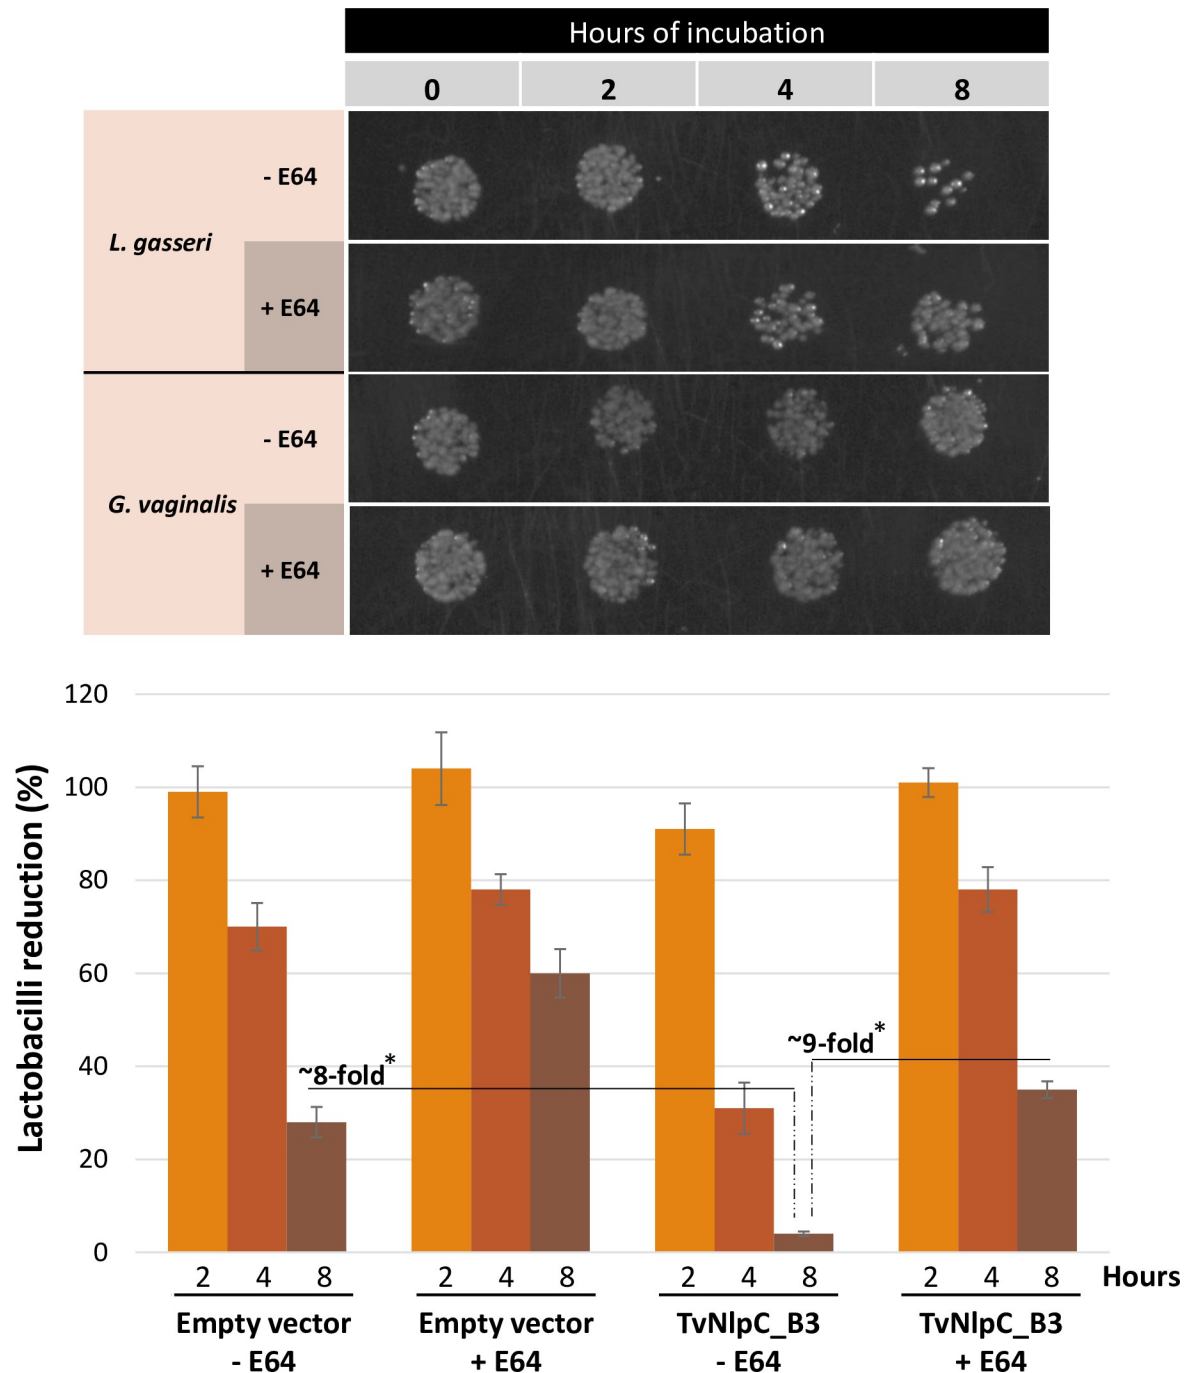 Hours of incubation
0 2 4 8
- E64
L. gasseri
+ E64
- E64
G. vaginalis
+ E64
120
100
80
60
40
20
0
Lactobacilli reduction (%)
~8-fold*
~9-fold*
2 4 8 2 4 8 2 4 8 2 4 8 Hours
Empty vector Empty vector TvNlpC_B3 TvNlpC_B3
- E64 + E64 - E64 + E64